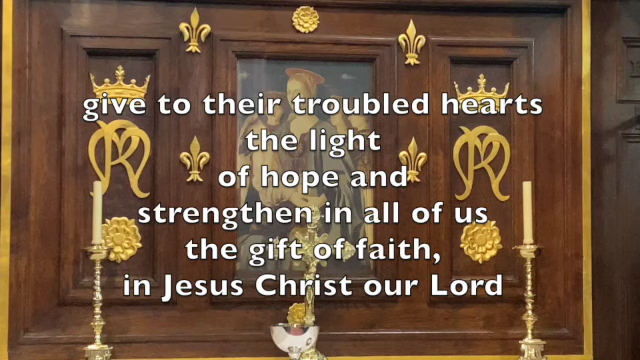 give to their troubled hearts
the light
of hope and
strengthen in all of us
the gift of faith,
in Jesus Christ our Lord